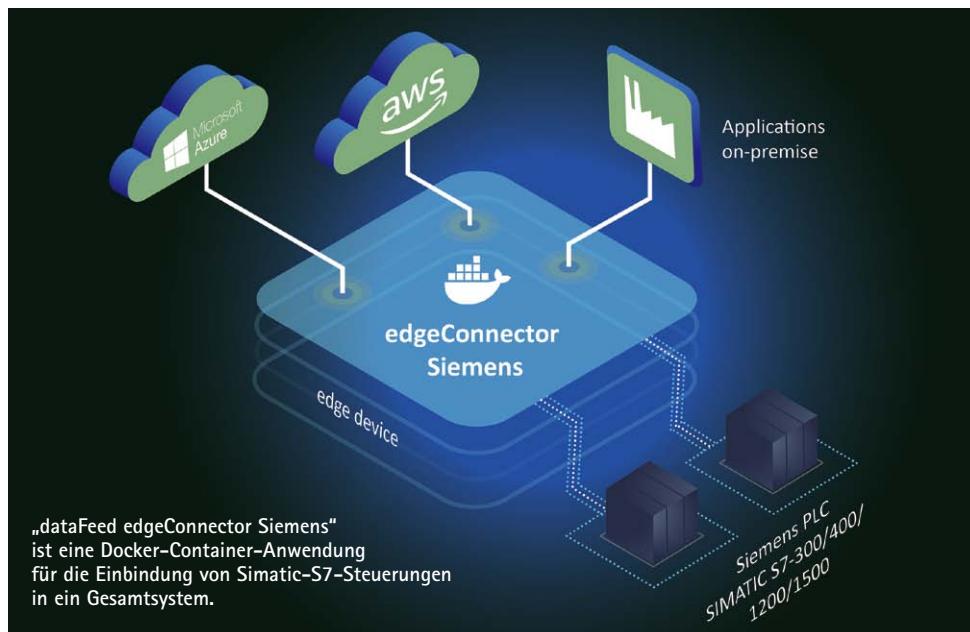 Microsoft
Azure
aws
Applications
on-premise
edgeConnector
Siemens
edge device
Siemens PLC
SIMATIC S7-300/400/
1200/1500
„dataFeed edgeConnector Siemens“
ist eine Docker-Container-Anwendung
für die Einbindung von Simatic-S7-Steuerungen
in ein Gesamtsystem.